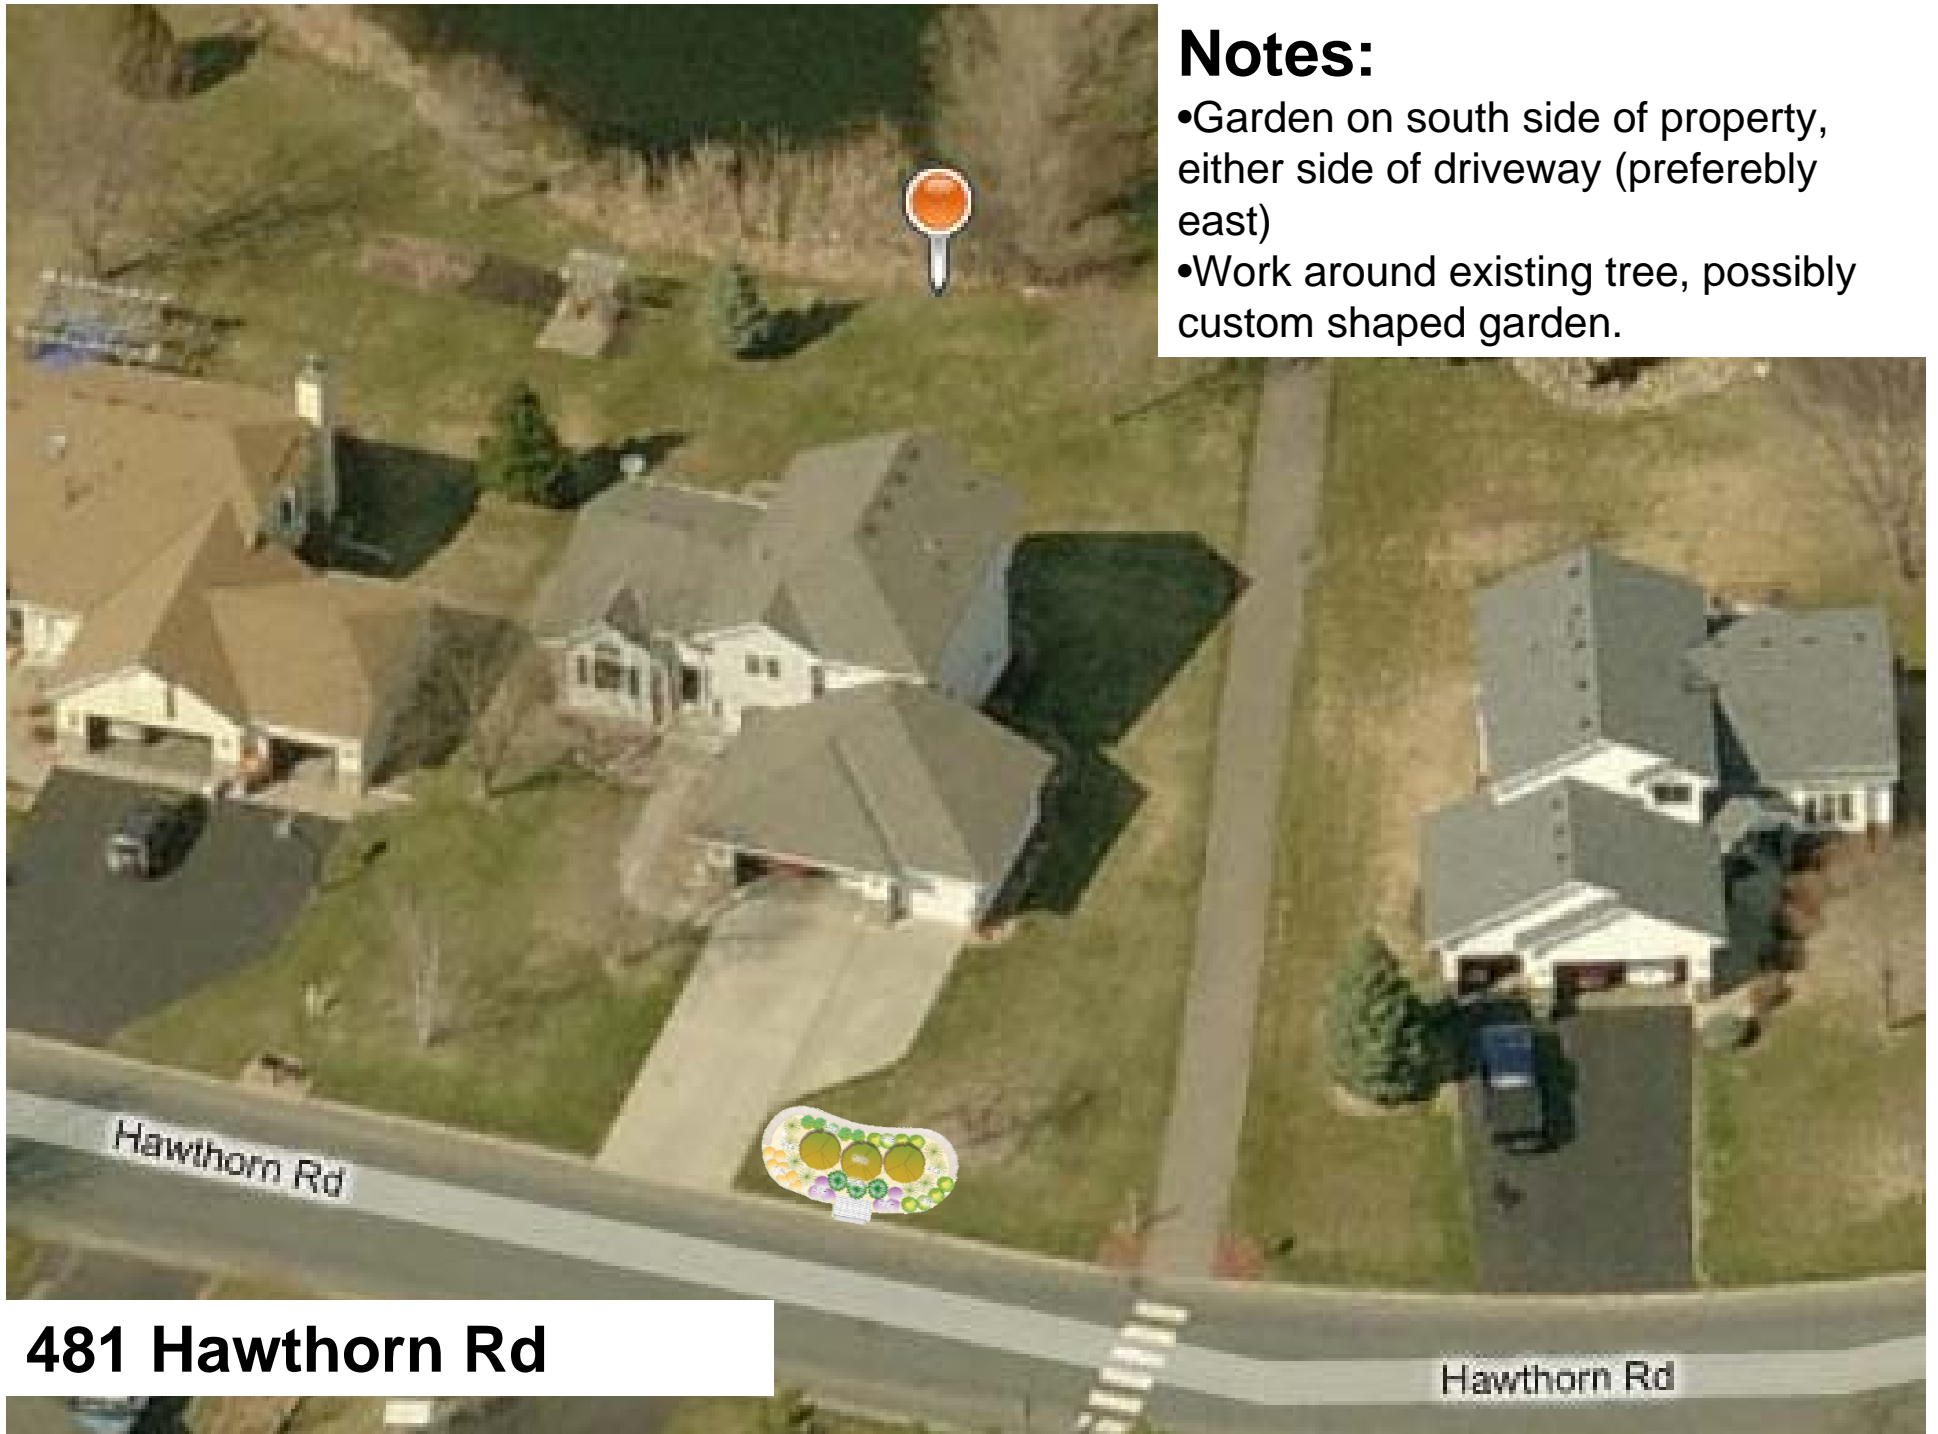 Notes:
•Garden on south side of property,
either side of driveway (preferebly
east)
•Work around existing tree, possibly
custom shaped garden.
Hawthorn Rd
481 Hawthorn Rd
Hawthorn Rd